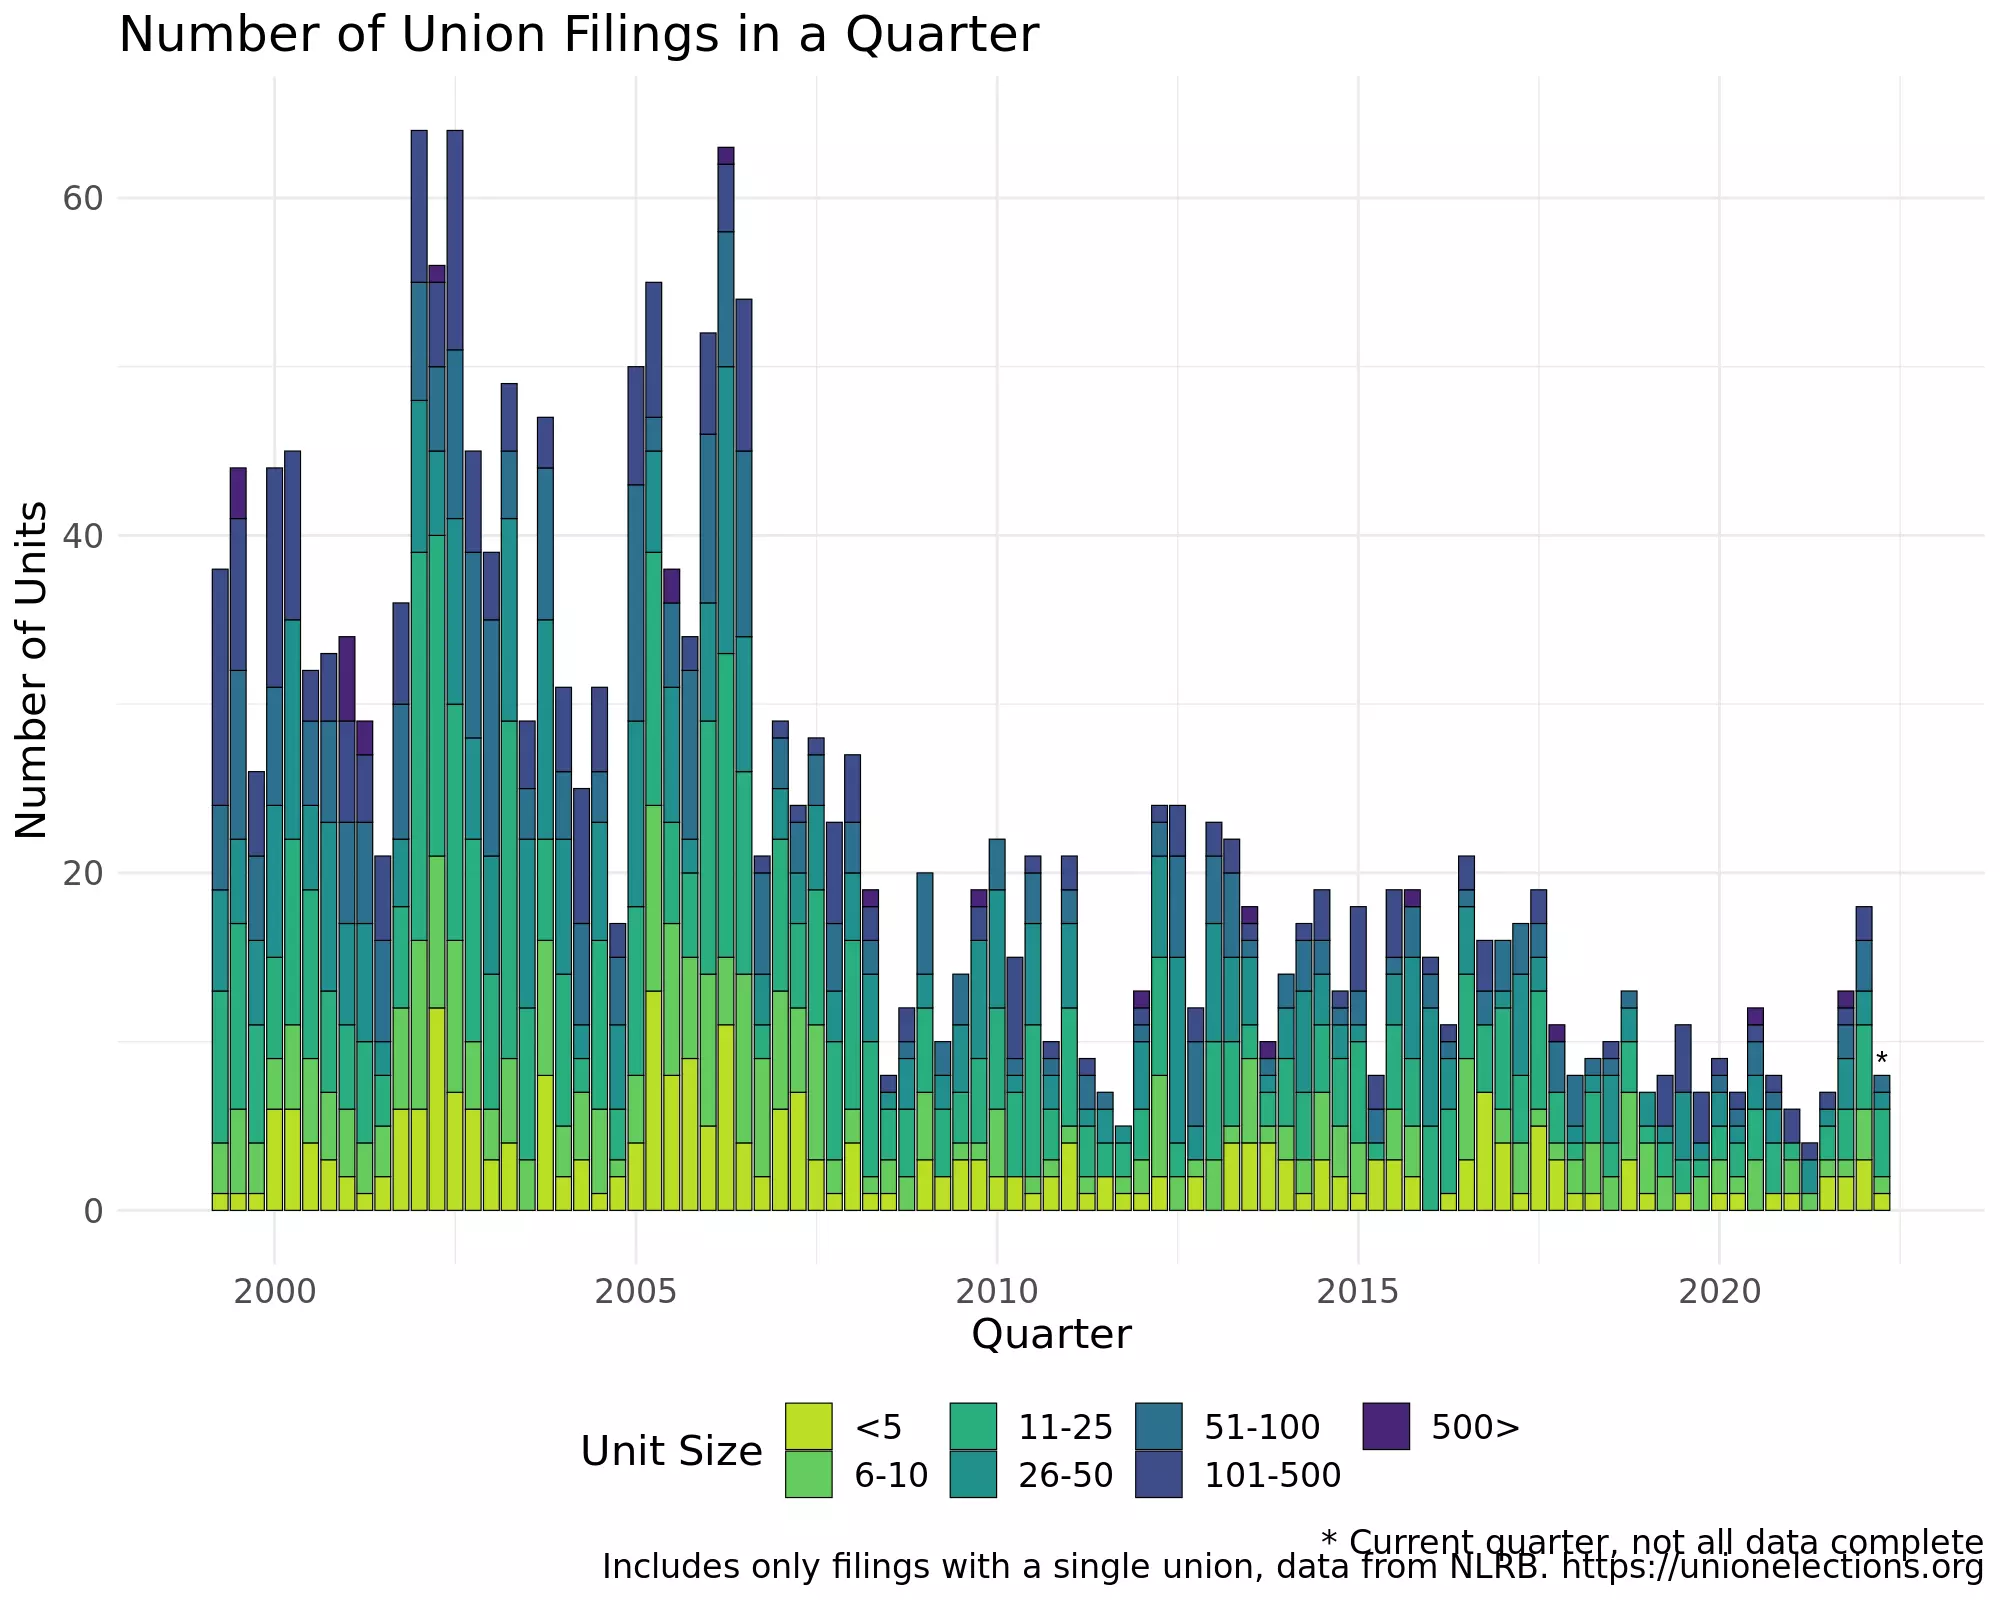 Number of Union Filings in a Quarter
Number of Units
60
40
20
0
*
2000 2005 2010 2015 2020
Quarter
Unit Size
<5 11-25 51-100 500>
6-10 26-50 101-500
* Current quarter, not all data complete
Includes only filings with a single union, data from NLRB. https://unionelections.org